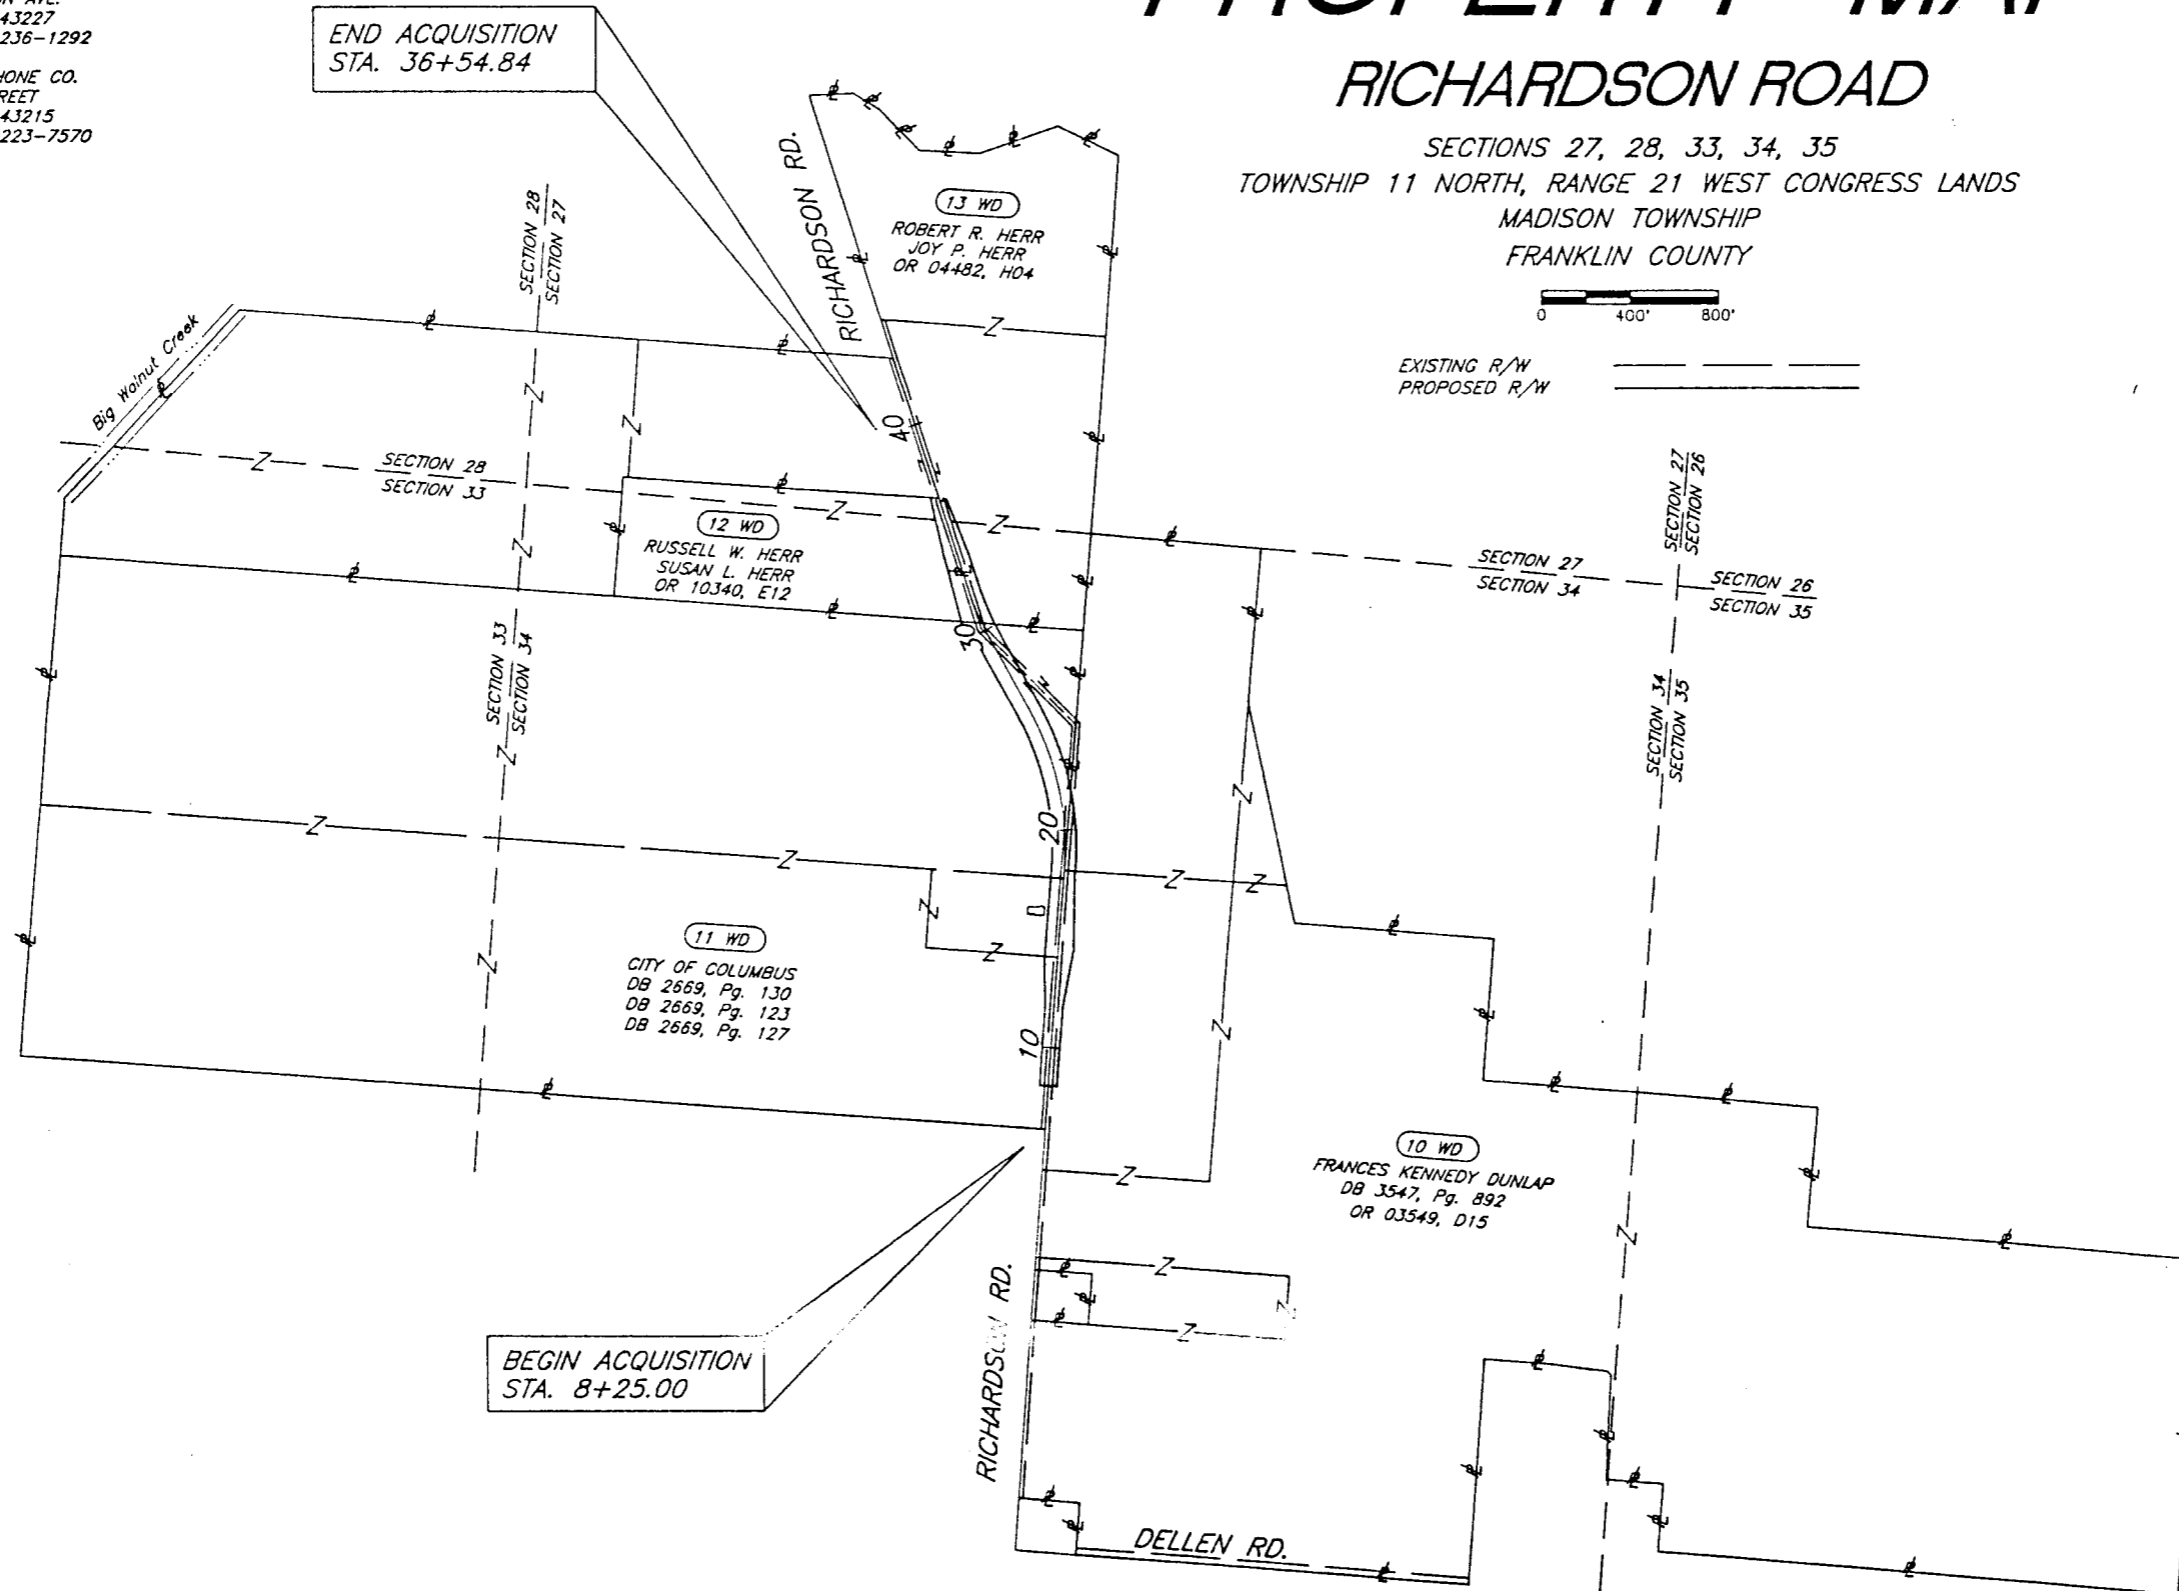 43227
236-1292
HONE CO.
REET
43215
223-7570
END ACQUISITION
STA. 36+54.84
PROPERTY MAP
RICHARDSON ROAD
SECTIONS 27, 28, 33, 34, 35
TOWNSHIP 11 NORTH, RANGE 21 WEST CONGRESS LANDS
MADISON TOWNSHIP
FRANKLIN COUNTY
0 400' 800'
EXISTING R/W
PROPOSED R/W
RICHARDSON RD.
13 WD
ROBERT R. HERR
JOY P. HERR
OR 04482, H04
SECTION 28
SECTION 27
Big Walnut Creek
40
SECTION 28
SECTION 33
12 WD
RUSSELL W. HERR
SUSAN L. HERR
OR 10340, E12
SECTION 27
SECTION 26
SECTION 27
SECTION 34
SECTION 26
SECTION 35
30
SECTION 33
SECTION 34
SECTION 34
SECTION 35
20
11 WD
CITY OF COLUMBUS
DB 2669, Pg. 130
DB 2669, Pg. 123
DB 2669, Pg. 127
10
10 WD
FRANCES KENNEDY DUNLAP
DB 3547, Pg. 892
OR 03549, D15
BEGIN ACQUISITION
STA. 8+25.00
RICHARDSON RD.
DELLEN RD.